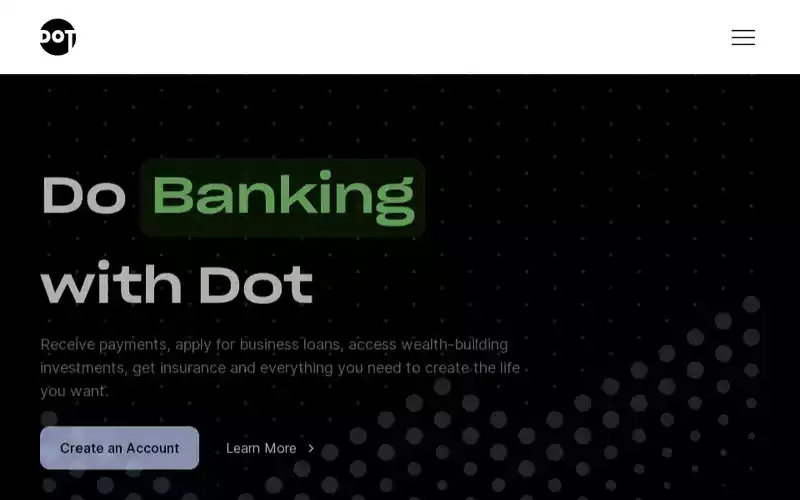 DOT
Do Banking
with Dot
Receive payments, apply for business loans, access wealth-building
investments, get insurance and everything you need to create the life
you want.
Create an Account
Learn More